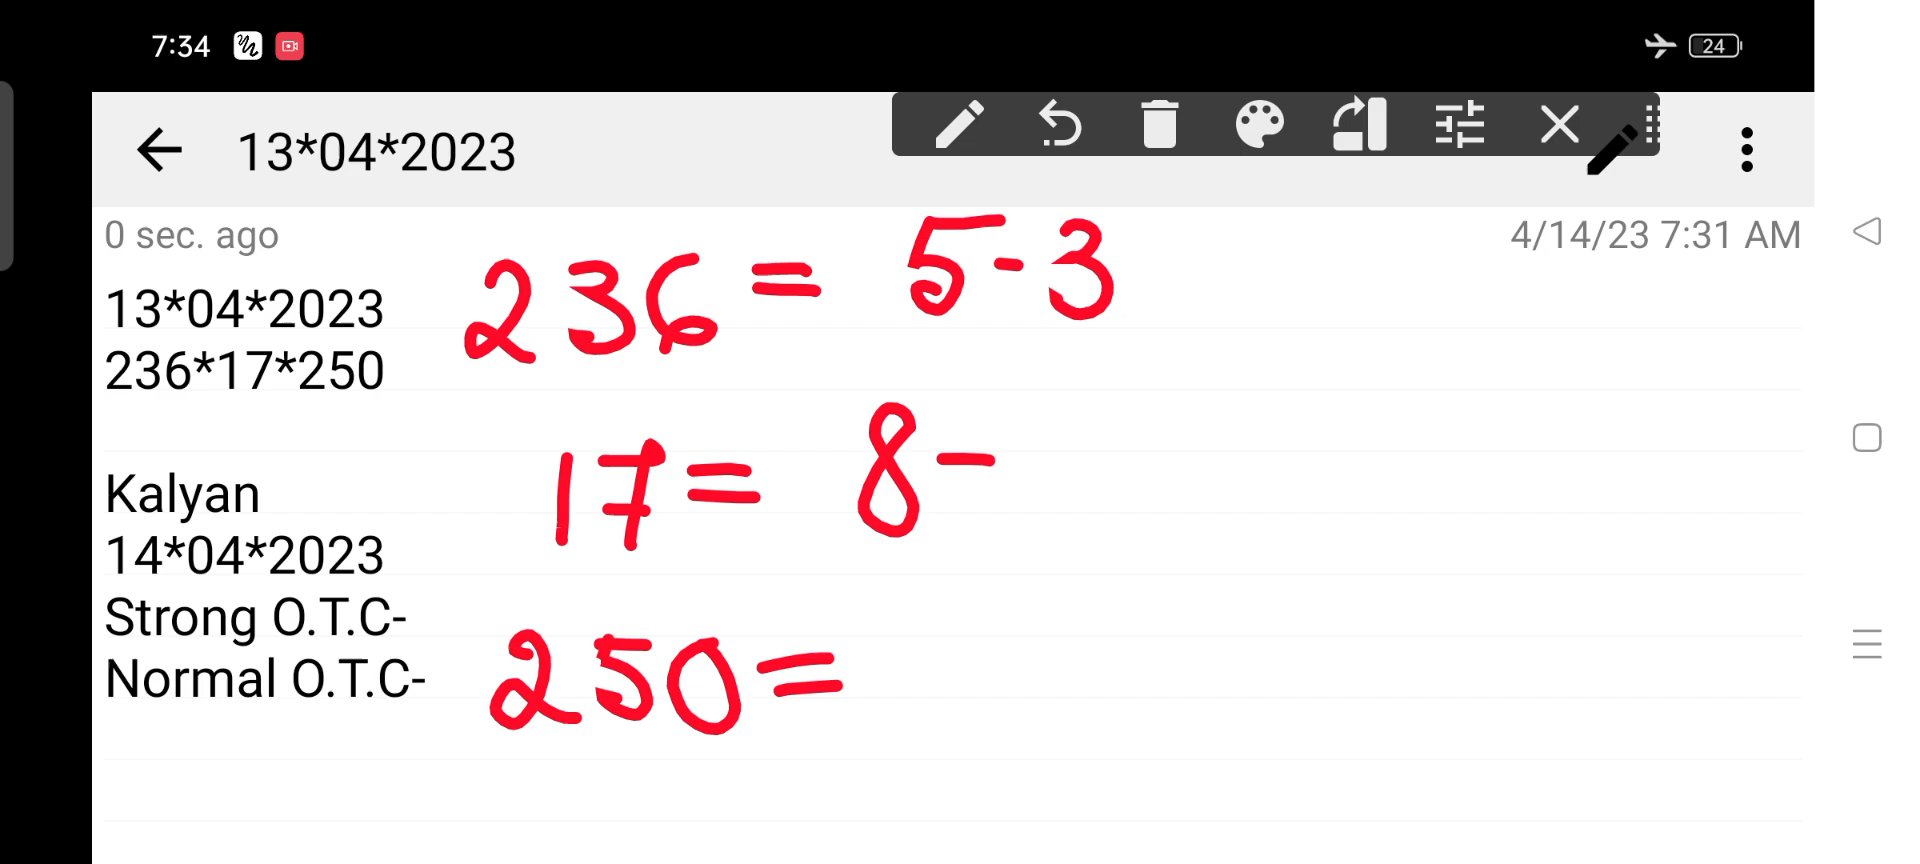 7:34
24
13*04*2023
0 sec. ago
4/14/23 7:31 AM
13*04*2023
236*17*250
236 = 5-3
17 = 8-
Kalyan
14*04*2023
Strong O.T.C-
Normal O.T.C-
250 =